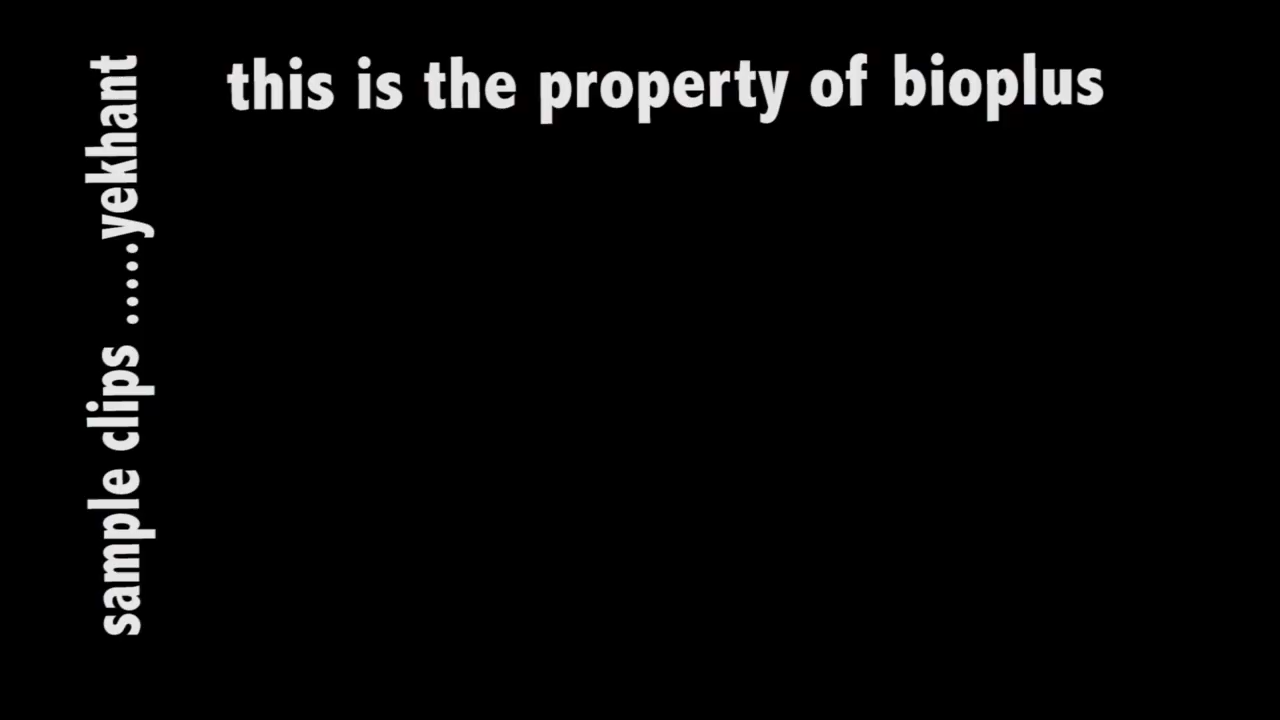 this is the property of bioplus
sample clips .....yekhant